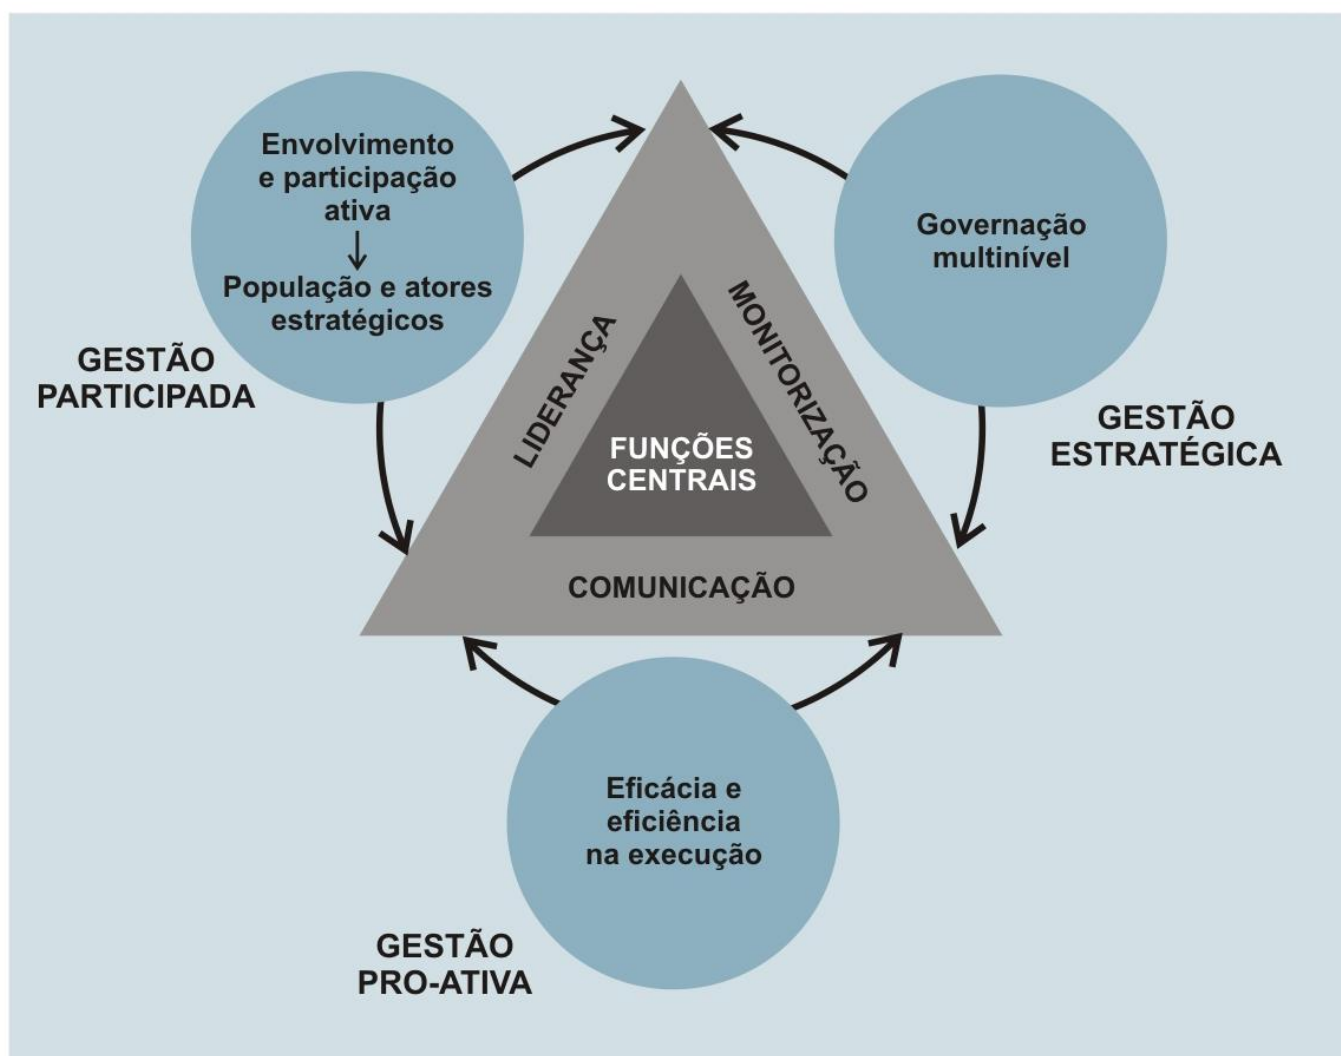 Envolvimento
e participação
ativa
População e atores
estratégicos
GESTÃO
PARTICIPADA
Governação
multinível
GESTÃO
ESTRATÉGICA
LIDERANÇA
MONITORIZAÇÃO
FUNÇÕES
CENTRAIS
COMUNICAÇÃO
Eficácia e
eficiência
na execução
GESTÃO
PRO-ATIVA